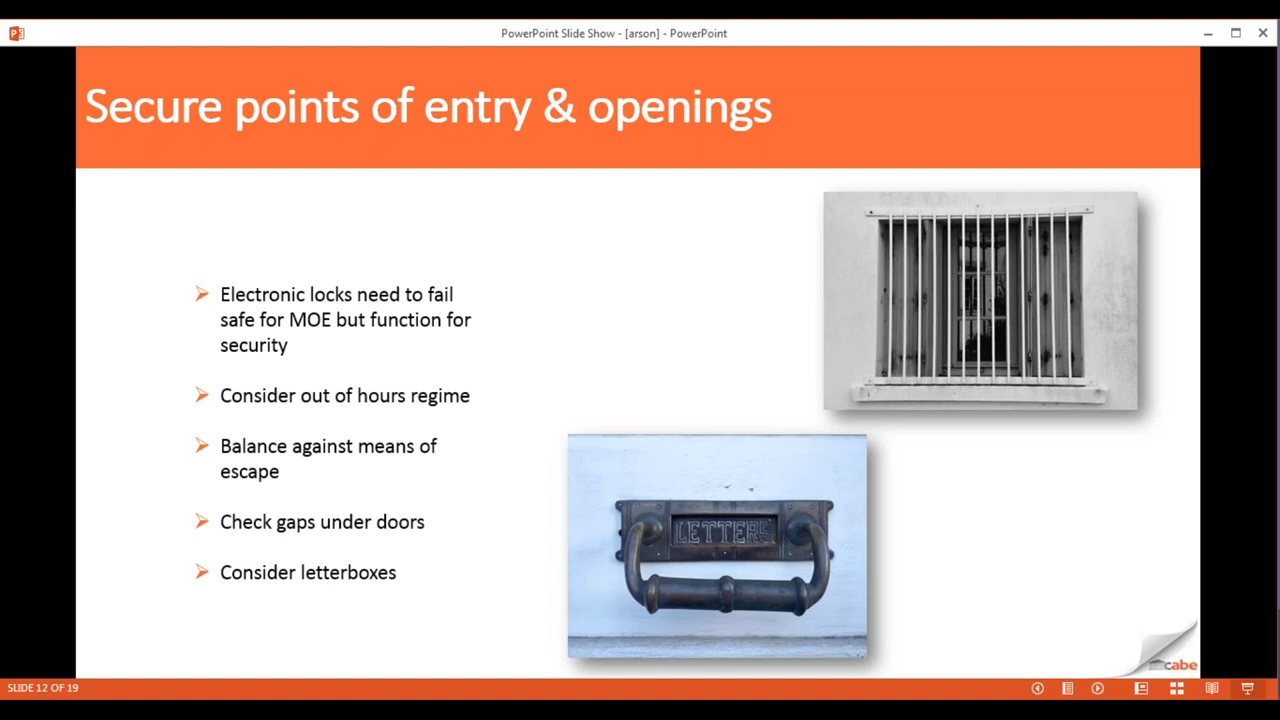 PowerPoint Slide Show - [arson] - PowerPoint
Secure points of entry & openings
Electronic locks need to fail
safe for MOE but function for
security
Consider out of hours regime
Balance against means of
escape
Check gaps under doors
Consider letterboxes
LETTERS
cabe
SLIDE 12 OF 19